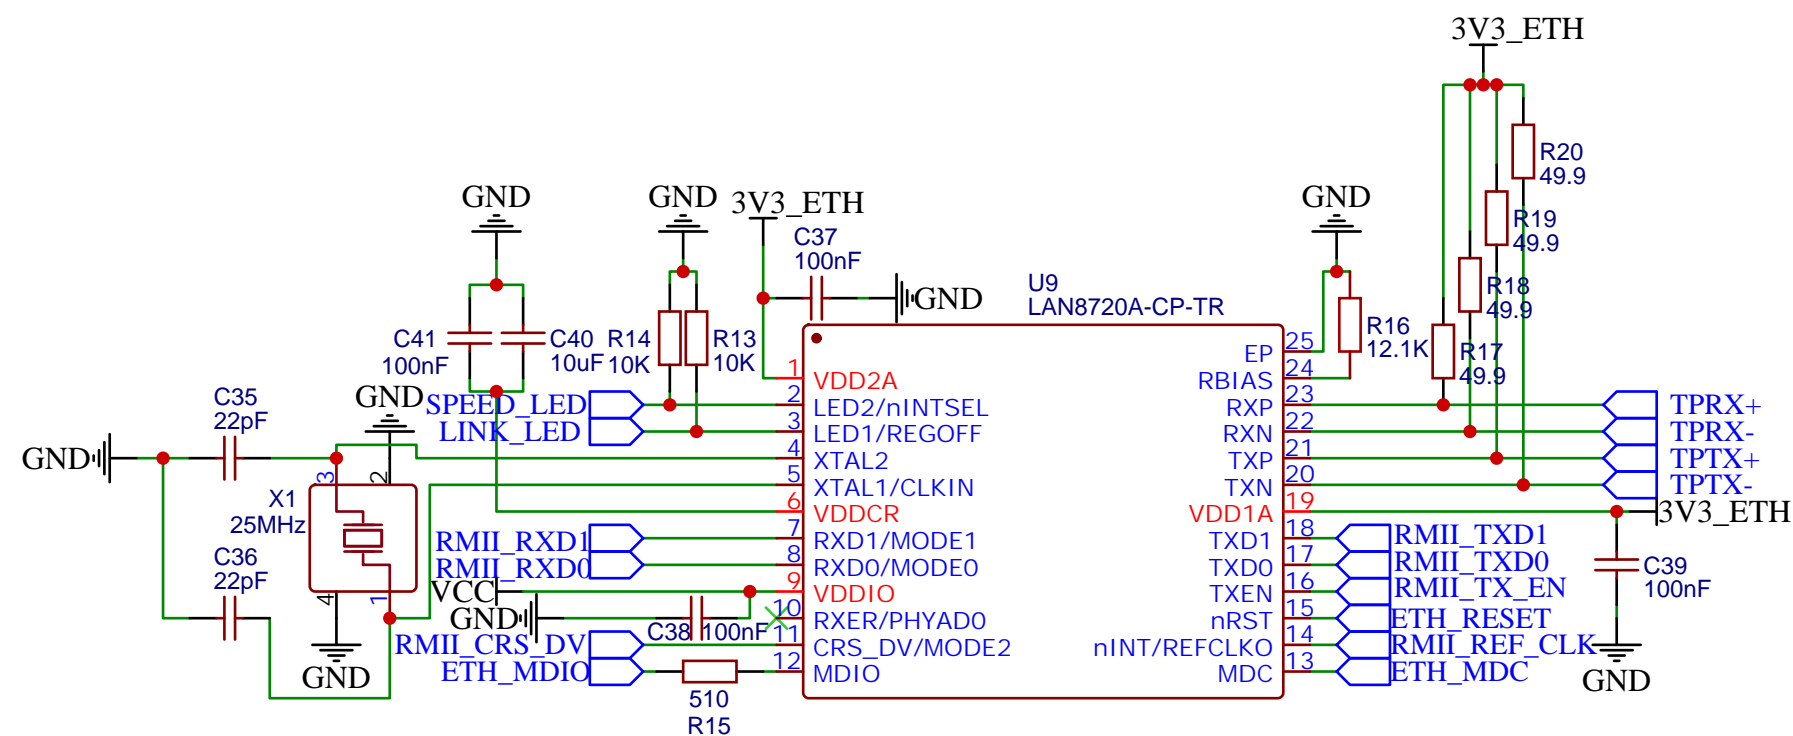 3V3_ETH
R20
49.9
GND
GND
3V3_ETH
GND
R19
49.9
C37
100nF
R18
49.9
GND
U9
LAN8720A-CP-TR
R16
12.1K
R17
49.9
C41
100nF
C40
10uF
R14
10K
R13
10K
1 VDD2A
2 LED2/nINTSEL
3 LED1/REGOFF
4 XTAL2
5 XTAL1/CLKIN
6 VDDCR
7 RXD1/MODE1
8 RXD0/MODE0
9 VDDIO
10 RXER/PHYAD0
11 CRS_DV/MODE2
12 MDIO
EP 25
RBIAS 24
RXP 23
RXN 22
TXP 21
TXN 20
VDD1A 19
TXD1 18
TXD0 17
TXEN 16
nRST 15
nINT/REFCLKO 14
MDC 13
SPEED_LED
LINK_LED
GND
C35
22pF
GND
3
2
X1
25MHz
4
1
C36
22pF
GND
RMII_RXD1
RMII_RXD0
VCC
GND
C38
100nF
RMII_CRS_DV
ETH_MDIO
510
R15
TPRX+
TPRX-
TPTX+
TPTX-
3V3_ETH
RMII_TXD1
RMII_TXD0
RMII_TX_EN
ETH_RESET
RMII_REF_CLK
ETH_MDC
C39
100nF
GND